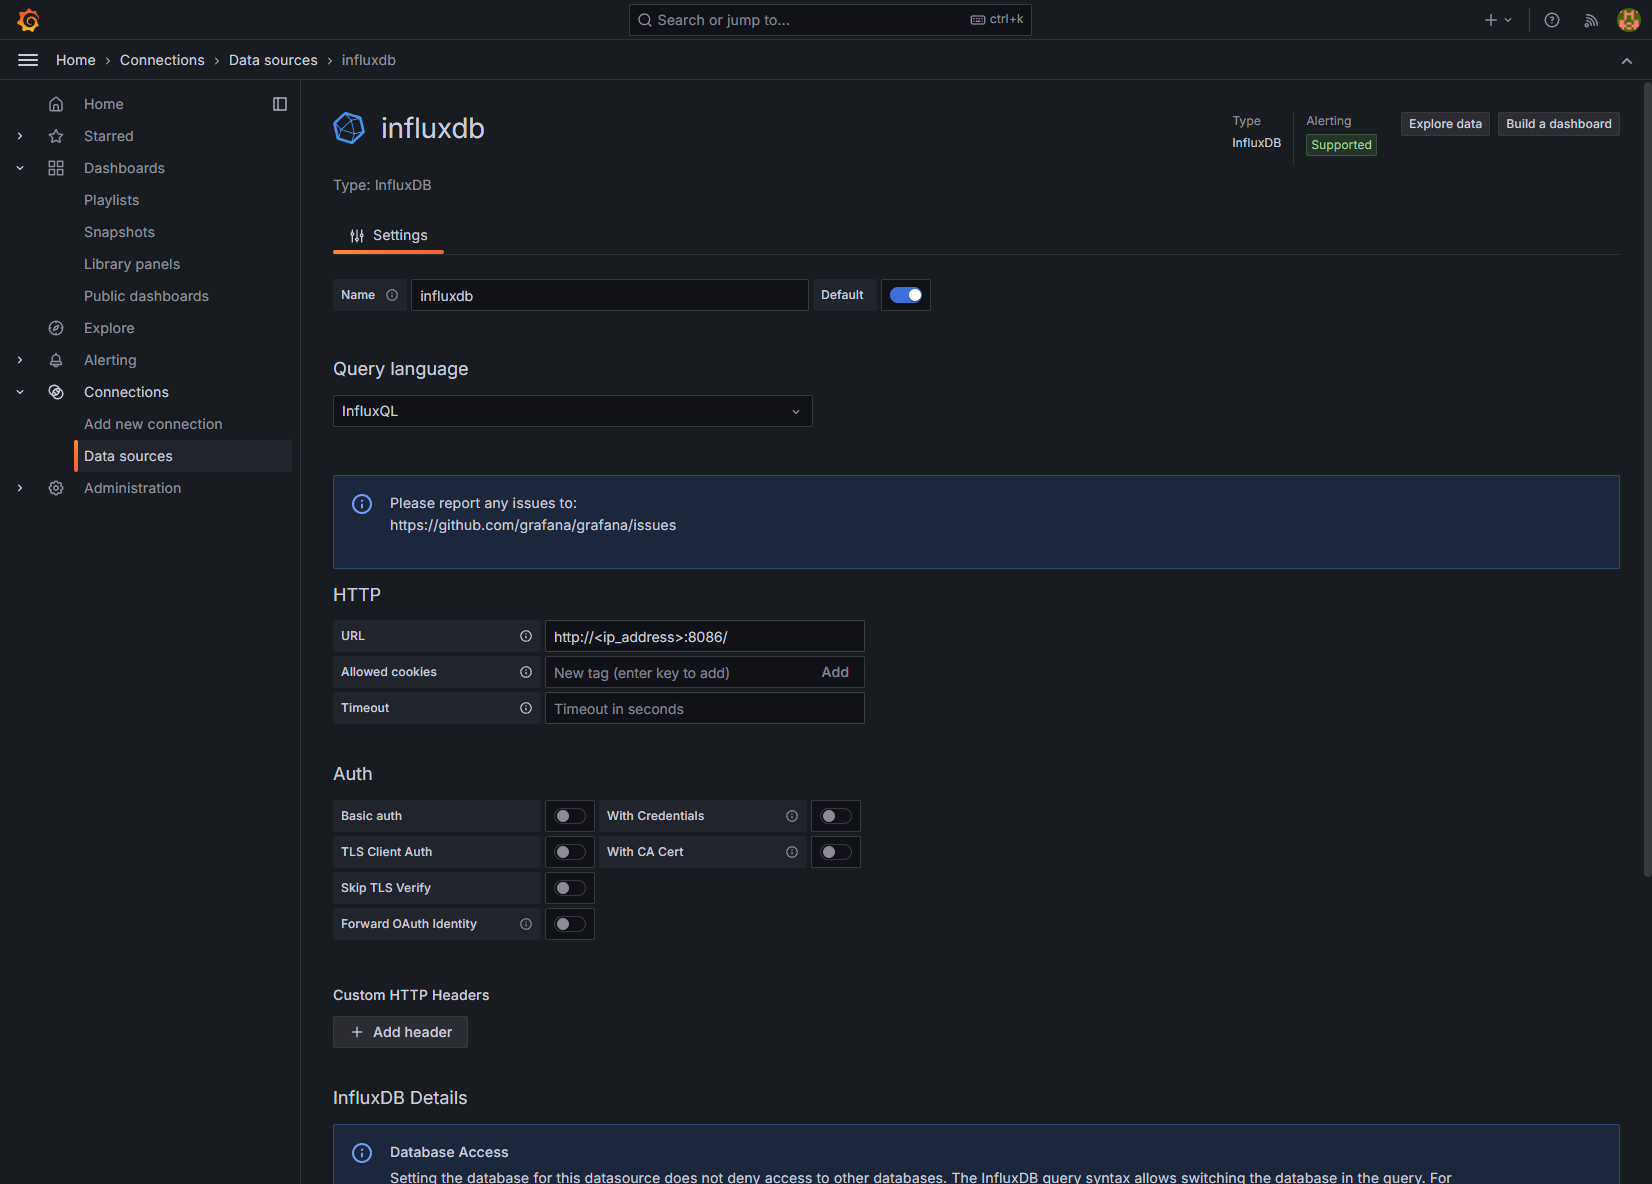 Search or jump to... ctrl+k
Home › Connections › Data sources › influxdb
Home
Starred
Dashboards
Playlists
Snapshots
Library panels
Public dashboards
Explore
Alerting
Connections
Add new connection
Data sources
Administration
influxdb
Type
InfluxDB
Alerting
Supported
Explore data
Build a dashboard
Type: InfluxDB
Settings
Name influxdb Default
Query language
InfluxQL
Please report any issues to:
https://github.com/grafana/grafana/issues
HTTP
URL http://<ip_address>:8086/
Allowed cookies New tag (enter key to add) Add
Timeout Timeout in seconds
Auth
Basic auth With Credentials
TLS Client Auth With CA Cert
Skip TLS Verify
Forward OAuth Identity
Custom HTTP Headers
+ Add header
InfluxDB Details
Database Access
Setting the database for this datasource does not deny access to other databases. The InfluxDB query syntax allows switching the database in the query. For